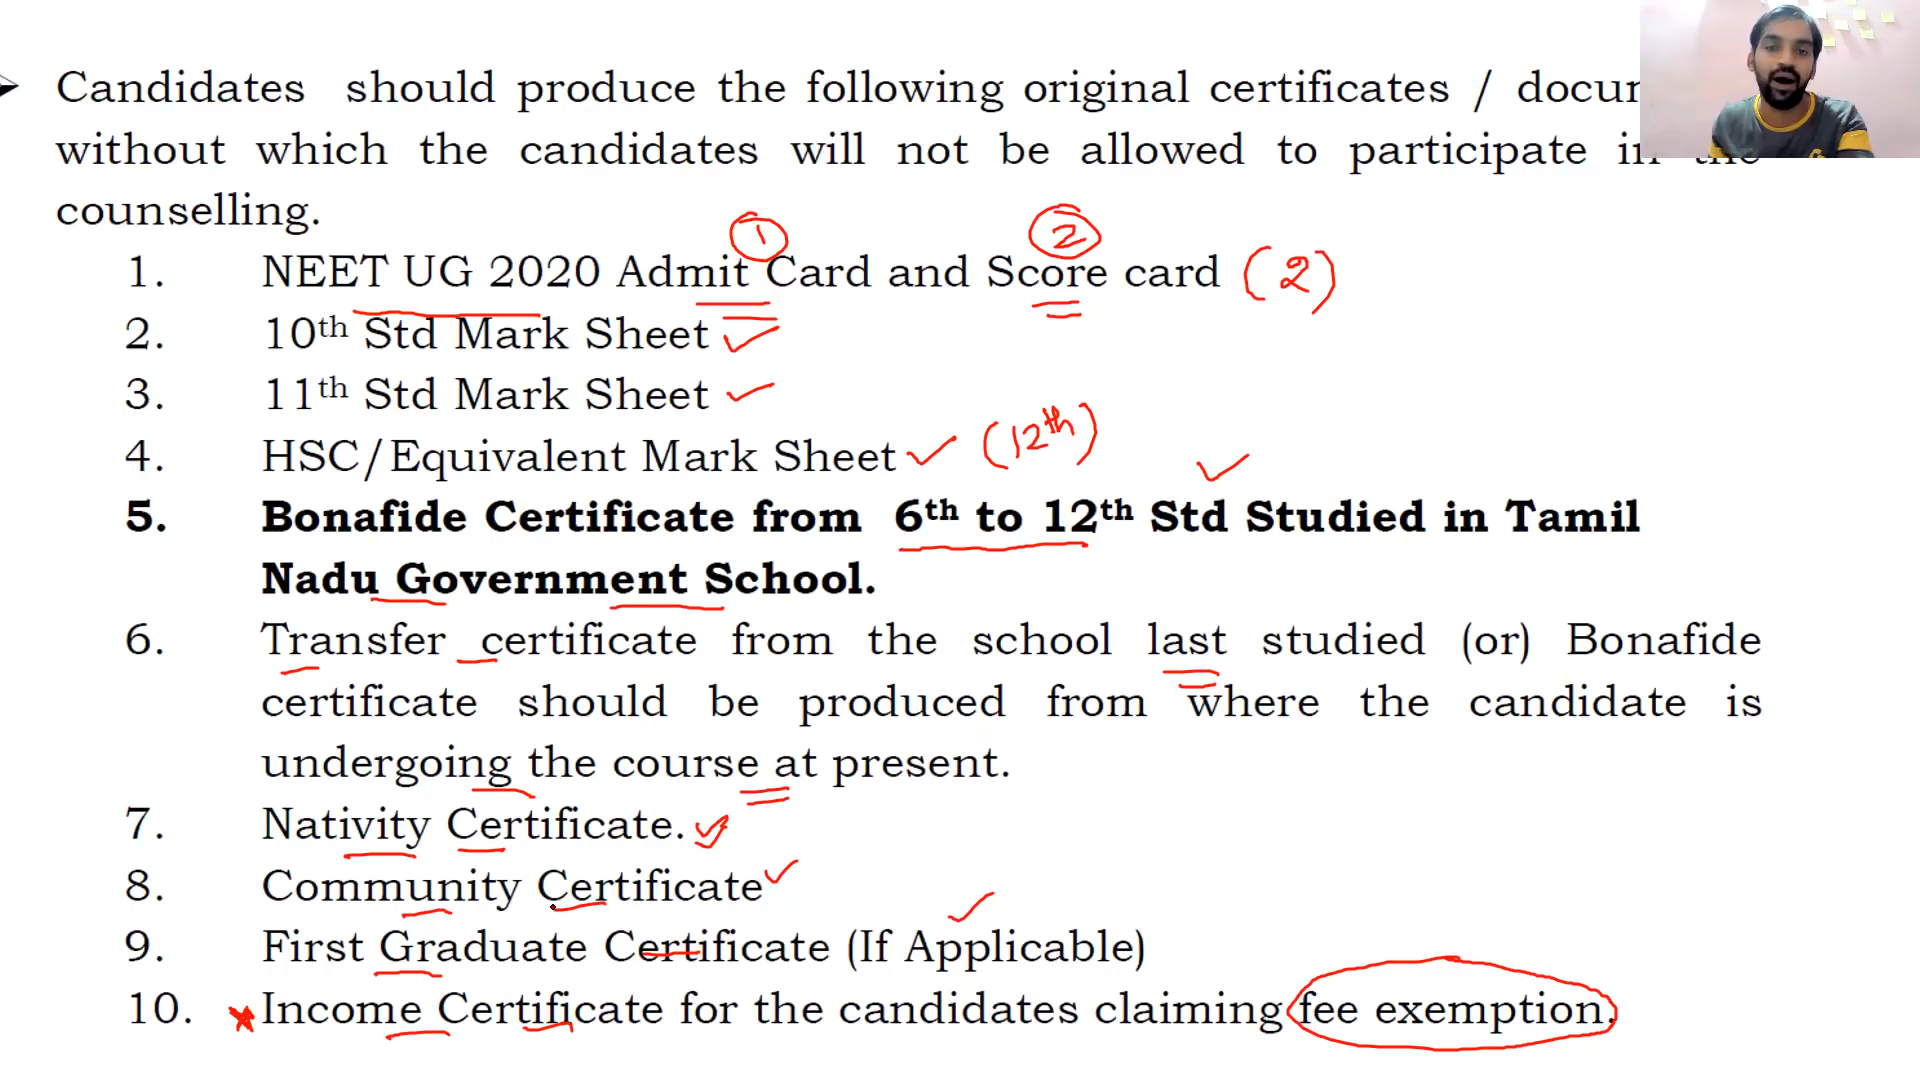 Candidates should produce the following original certificates /
without which the candidates will not be allowed to participate in the
counselling.
1 2
1. NEET UG 2020 Admit Card and Score card (2)
2. 10th Std Mark Sheet
3. 11th Std Mark Sheet
4. HSC/Equivalent Mark Sheet (12th)
5. Bonafide Certificate from 6th to 12th Std Studied in Tamil
Nadu Government School.
6. Transfer certificate from the school last studied (or) Bonafide
certificate should be produced from where the candidate is
undergoing the course at present.
7. Nativity Certificate.
8. Community Certificate
9. First Graduate Certificate (If Applicable)
10. Income Certificate for the candidates claiming fee exemption.